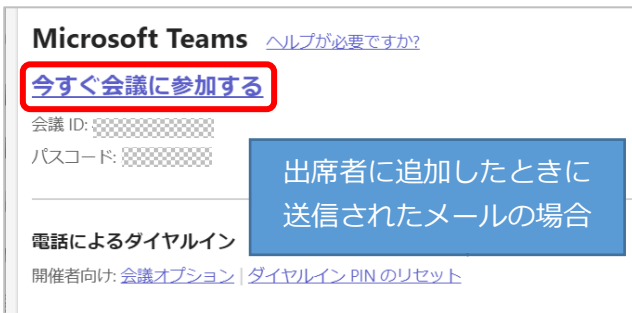 Microsoft Teams ヘルプが必要ですか?
今すぐ会議に参加する
会議 ID:
パスコード:
出席者に追加したときに
送信されたメールの場合
電話によるダイヤルイン
開催者向け: 会議オプション | ダイヤルイン PIN のリセット